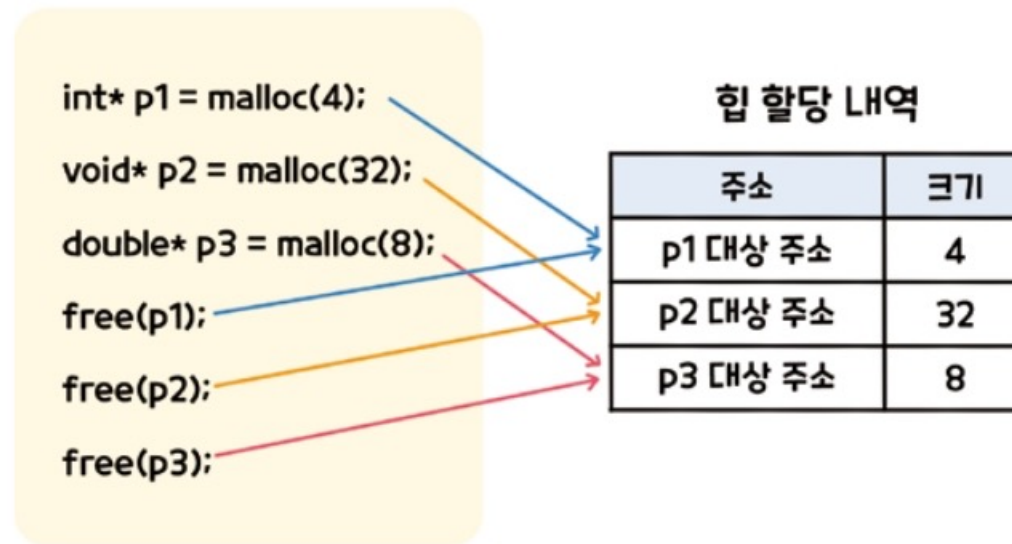 int* p1 = malloc(4);
void* p2 = malloc(32);
double* p3 = malloc(8);
free(p1);
free(p2);
free(p3);
힙 할당 내역
주소 크기
p1 대상 주소 4
p2 대상 주소 32
p3 대상 주소 8